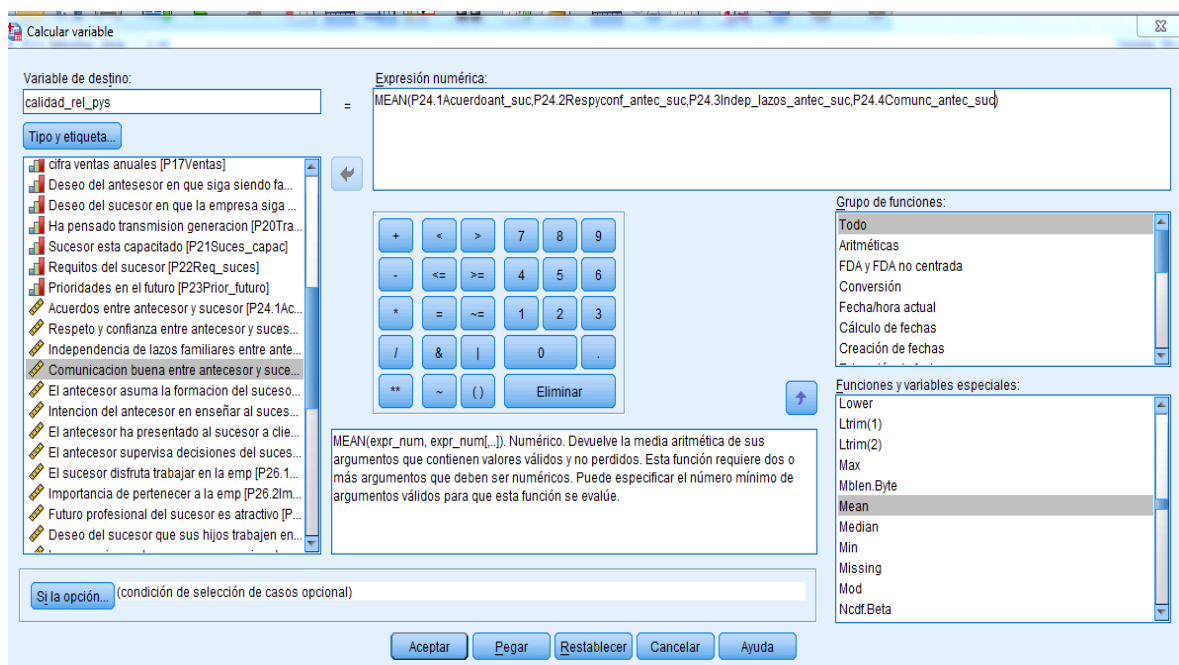 Calcular variable
Variable de destino:
calidad_rel_pys
=
Expresión numérica:
MEAN(P24.1Acuerdoant_suc,P24.2Respyconf_antec_suc,P24.3Indep_lazos_antec_suc,P24.4Comunc_antec_suc)
Tipo y etiqueta...
cifra ventas anuales [P17Ventas]
Deseo del antesesor en que siga siendo fa...
Deseo del sucesor en que la empresa siga ...
Ha pensado transmision generacion [P20Tra...
Sucesor esta capacitado [P21Suces_capac]
Requitos del sucesor [P22Req_suces]
Prioridades en el futuro [P23Prior_futuro]
Acuerdos entre antecesor y sucesor [P24.1Ac...
Respeto y confianza entre antecesor y suces...
Independencia de lazos familiares entre ante...
Comunicacion buena entre antecesor y suce...
El antecesor asuma la formacion del suceso...
Intencion del antecesor en enseñar al suces...
El antecesor ha presentado al sucesor a clie...
El antecesor supervisa decisiones del suces...
El sucesor disfruta trabajar en la emp [P26.1...
Importancia de pertenecer a la emp [P26.2Im...
Futuro profesional del sucesor es atractivo [P...
Deseo del sucesor que sus hijos trabajen en...
+ < > 7 8 9
- <= >= 4 5 6
* = ~= 1 2 3
/ & | 0 .
** ~ ( ) Eliminar
MEAN(expr_num, expr_num[,..]). Numérico. Devuelve la media aritmética de sus
argumentos que contienen valores válidos y no perdidos. Esta función requiere dos o
más argumentos que deben ser numéricos. Puede especificar el número mínimo de
argumentos válidos para que esta función se evalúe.
Grupo de funciones:
Todo
Aritméticas
FDA y FDA no centrada
Conversión
Fecha/hora actual
Cálculo de fechas
Creación de fechas
Funciones y variables especiales:
Lower
Ltrim(1)
Ltrim(2)
Max
Mblen.Byte
Mean
Median
Min
Missing
Mod
Ncdf.Beta
Si la opción... (condición de selección de casos opcional)
Aceptar Pegar Restablecer Cancelar Ayuda